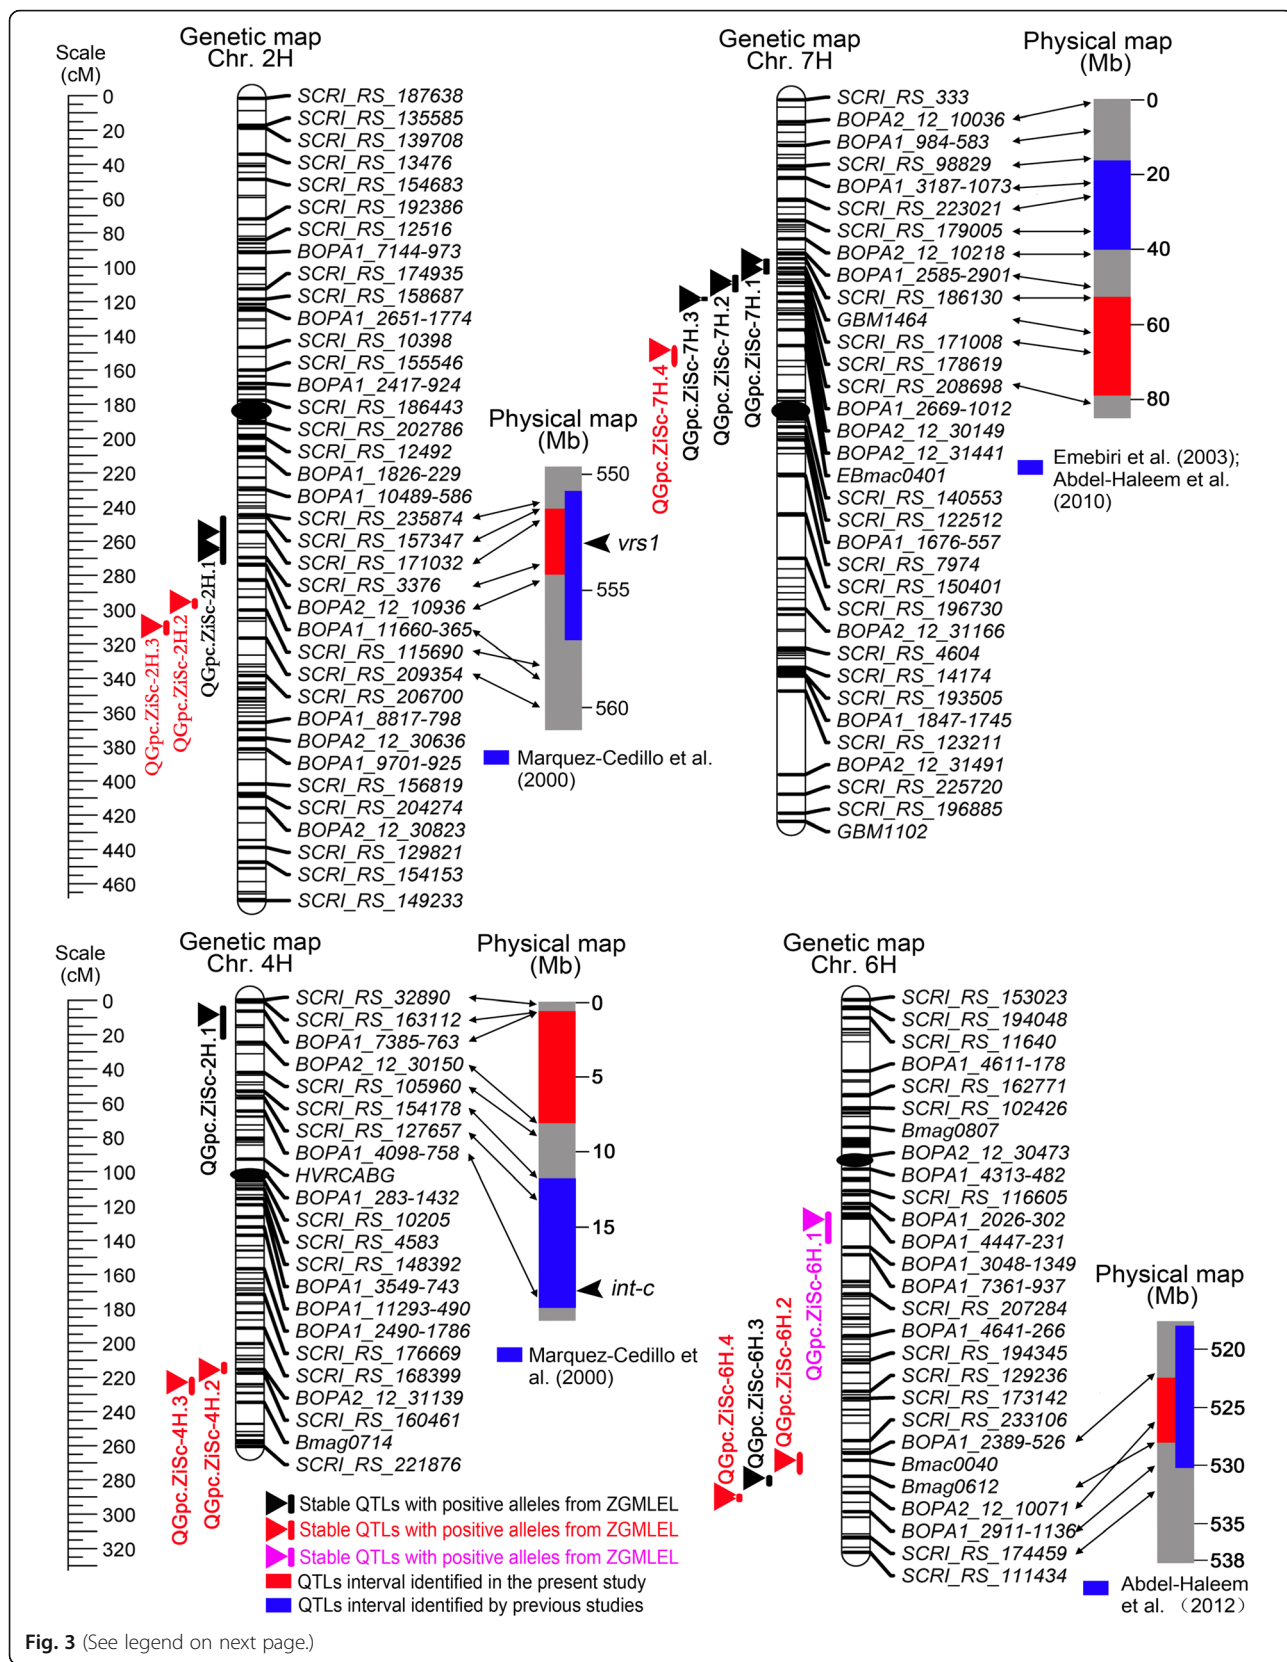 Scale
(cM)
0
20
40
60
80
100
120
140
160
180
200
220
240
260
280
300
320
340
360
380
400
420
440
460
Genetic map
Chr. 2H
SCRI_RS_187638
SCRI_RS_135585
SCRI_RS_139708
SCRI_RS_13476
SCRI_RS_154683
SCRI_RS_192386
SCRI_RS_12516
BOPA1_7144-973
SCRI_RS_174935
SCRI_RS_158687
BOPA1_2651-1774
SCRI_RS_10398
SCRI_RS_155546
BOPA1_2417-924
SCRI_RS_186443
SCRI_RS_202786
SCRI_RS_12492
BOPA1_1826-229
BOPA1_10489-586
SCRI_RS_235874
SCRI_RS_157347
SCRI_RS_171032
SCRI_RS_3376
BOPA2_12_10936
BOPA1_11660-365
SCRI_RS_115690
SCRI_RS_209354
SCRI_RS_206700
BOPA1_8817-798
BOPA2_12_30636
BOPA1_9701-925
SCRI_RS_156819
SCRI_RS_204274
BOPA2_12_30823
SCRI_RS_129821
SCRI_RS_154153
SCRI_RS_149233
QGpc.ZiSc-2H.3
QGpc.ZiSc-2H.2
QGpc.ZiSc-2H.1
Physical map
(Mb)
550
vrs1
555
560
Marquez-Cedillo et al.
(2000)
Genetic map
Chr. 7H
SCRI_RS_333
BOPA2_12_10036
BOPA1_984-583
SCRI_RS_98829
BOPA1_3187-1073
SCRI_RS_223021
SCRI_RS_179005
BOPA2_12_10218
BOPA1_2585-2901
SCRI_RS_186130
GBM1464
SCRI_RS_171008
SCRI_RS_178619
SCRI_RS_208698
BOPA1_2669-1012
BOPA2_12_30149
BOPA2_12_31441
EBmac0401
SCRI_RS_140553
SCRI_RS_122512
BOPA1_1676-557
SCRI_RS_7974
SCRI_RS_150401
SCRI_RS_196730
BOPA2_12_31166
SCRI_RS_4604
SCRI_RS_14174
SCRI_RS_193505
BOPA1_1847-1745
SCRI_RS_123211
BOPA2_12_31491
SCRI_RS_225720
SCRI_RS_196885
GBM1102
QGpc.ZiSc-7H.4
QGpc.ZiSc-7H.3
QGpc.ZiSc-7H.2
QGpc.ZiSc-7H.1
Physical map
(Mb)
0
20
40
60
80
Emebiri et al. (2003);
Abdel-Haleem et al.
(2010)
Scale
(cM)
0
20
40
60
80
100
120
140
160
180
200
220
240
260
280
300
320
Genetic map
Chr. 4H
SCRI_RS_32890
SCRI_RS_163112
BOPA1_7385-763
BOPA2_12_30150
SCRI_RS_105960
SCRI_RS_154178
SCRI_RS_127657
BOPA1_4098-758
HVRCABG
BOPA1_283-1432
SCRI_RS_10205
SCRI_RS_4583
SCRI_RS_148392
BOPA1_3549-743
BOPA1_11293-490
BOPA1_2490-1786
SCRI_RS_176669
SCRI_RS_168399
BOPA2_12_31139
SCRI_RS_160461
Bmag0714
SCRI_RS_221876
QGpc.ZiSc-2H.1
QGpc.ZiSc-4H.3
QGpc.ZiSc-4H.2
Physical map
(Mb)
0
5
10
15
int-c
Marquez-Cedillo et
al. (2000)
Genetic map
Chr. 6H
SCRI_RS_153023
SCRI_RS_194048
SCRI_RS_11640
BOPA1_4611-178
SCRI_RS_162771
SCRI_RS_102426
Bmag0807
BOPA2_12_30473
BOPA1_4313-482
SCRI_RS_116605
BOPA1_2026-302
BOPA1_4447-231
BOPA1_3048-1349
BOPA1_7361-937
SCRI_RS_207284
BOPA1_4641-266
SCRI_RS_194345
SCRI_RS_129236
SCRI_RS_173142
SCRI_RS_233106
BOPA1_2389-526
Bmac0040
Bmag0612
BOPA2_12_10071
BOPA1_2911-1136
SCRI_RS_174459
SCRI_RS_111434
QGpc.ZiSc-6H.4
QGpc.ZiSc-6H.3
QGpc.ZiSc-6H.2
QGpc.ZiSc-6H.1
Physical map
(Mb)
520
525
530
535
538
Abdel-Haleem
et al. （2012）
Stable QTLs with positive alleles from ZGMLEL
Stable QTLs with positive alleles from ZGMLEL
Stable QTLs with positive alleles from ZGMLEL
QTLs interval identified in the present study
QTLs interval identified by previous studies
Fig. 3 (See legend on next page.)